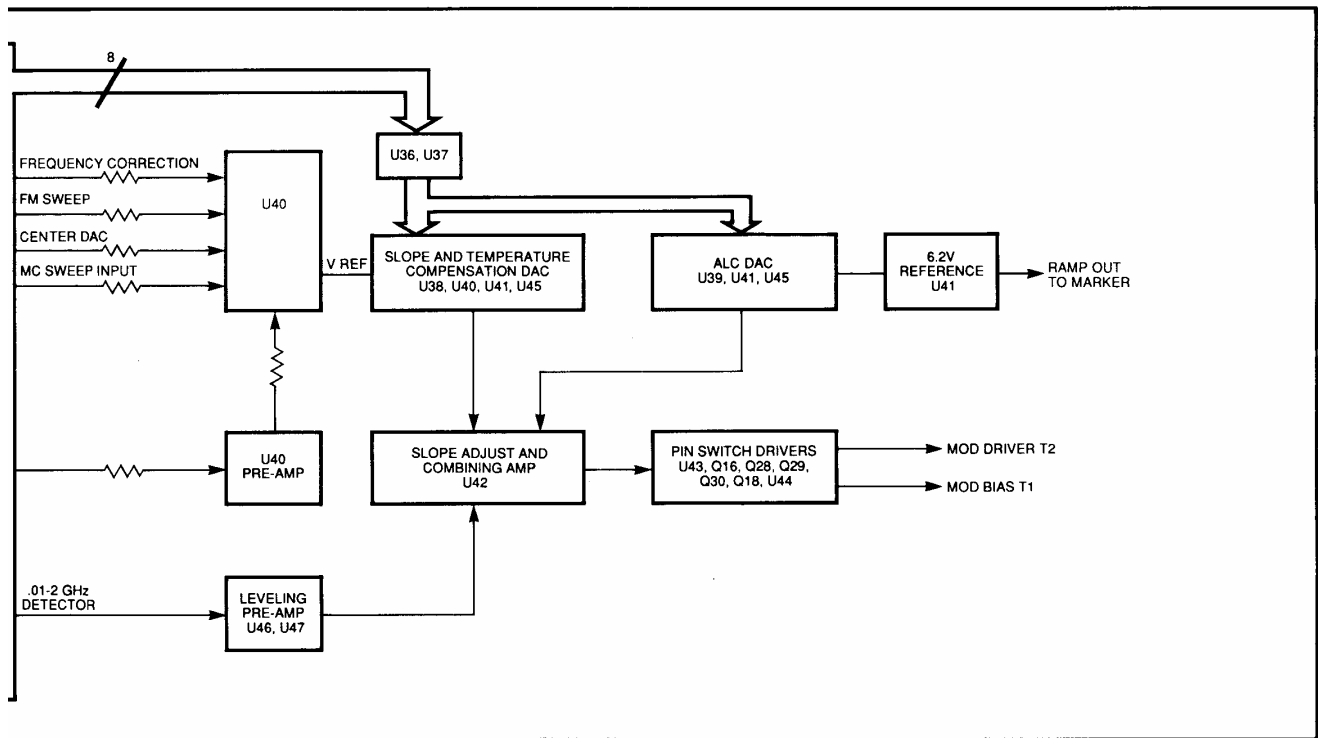 8
U36, U37
FREQUENCY CORRECTION
FM SWEEP
CENTER DAC
MC SWEEP INPUT
U40
V REF
SLOPE AND TEMPERATURE
COMPENSATION DAC
U38, U40, U41, U45
ALC DAC
U39, U41, U45
6.2V
REFERENCE
U41
RAMP OUT
TO MARKER
U40
PRE-AMP
SLOPE ADJUST AND
COMBINING AMP
U42
PIN SWITCH DRIVERS
U43, Q16, Q28, Q29,
Q30, Q18, U44
MOD DRIVER T2
MOD BIAS T1
.01-2 GHz
DETECTOR
LEVELING
PRE-AMP
U46, U47